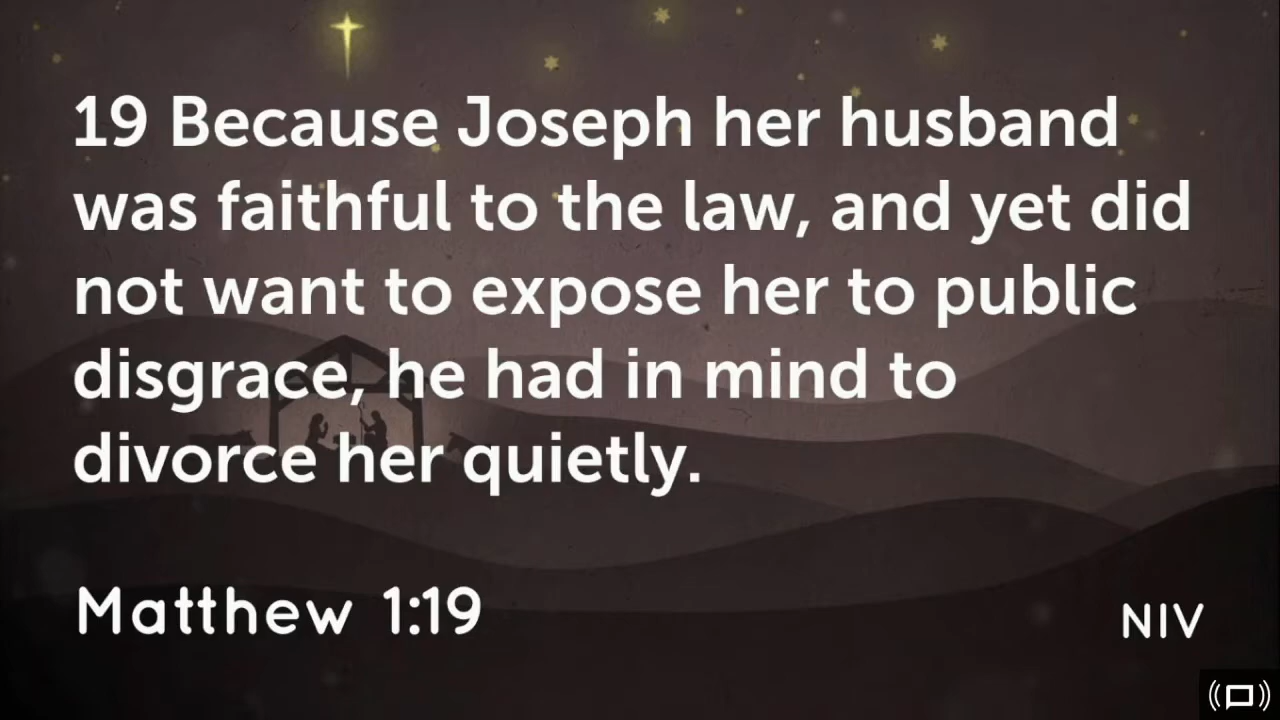 19 Because Joseph her husband
was faithful to the law, and yet did
not want to expose her to public
disgrace, he had in mind to
divorce her quietly.
Matthew 1:19
NIV